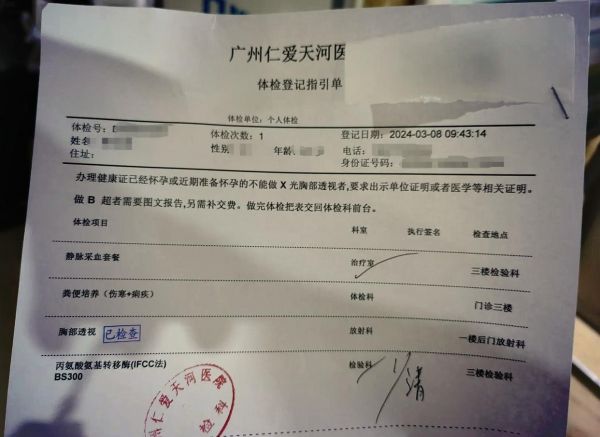 广州仁爱天河医
体检登记指引单
体检单位：个人体检
体检号： 体检次数：1 登记日期：2024-03-08 09:43:14
姓名 性别 年龄 电话：
住址： 身份证号码：
办理健康证已经怀孕或近期准备怀孕的不能做 X 光胸部透视者,要求出示单位证明或者医学等相关证明。
做 B 超者需要图文报告,另需补交费。做完体检把表交回体检科前台。
体检项目 科室 执行签名 检查地点
静脉采血套餐 治疗室 三楼检验科
粪便培养（伤寒+痢疾） 体检科 门诊三楼
胸部透视 已检查 放射科 一楼后门放射科
丙氨酸氨基转移酶(IFCC法) 检验科 三楼检验科
BS300
广州仁爱天河医院
检科